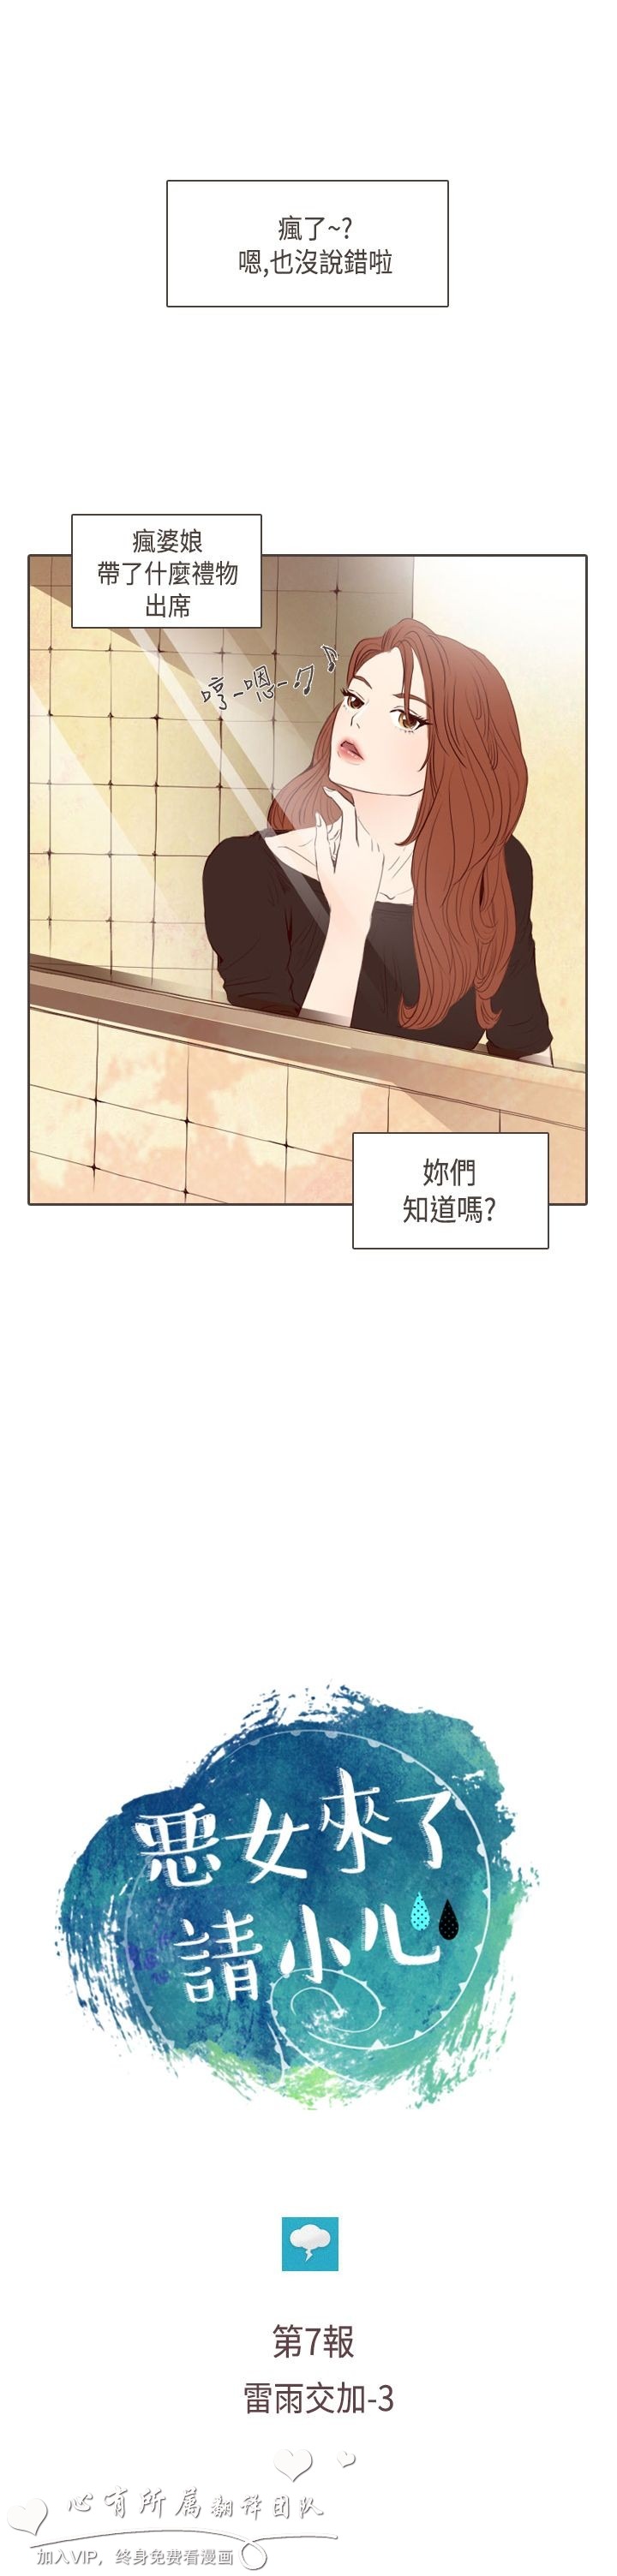 瘋了~?
嗯,也沒說錯啦
瘋婆娘
帶了什麼禮物
出席
哼-嗯-♫♪
妳們
知道嗎?
惡女來了
請小心
第7報
雷雨交加-3
心有所属翻译团队
加入VIP，终身免费看漫画